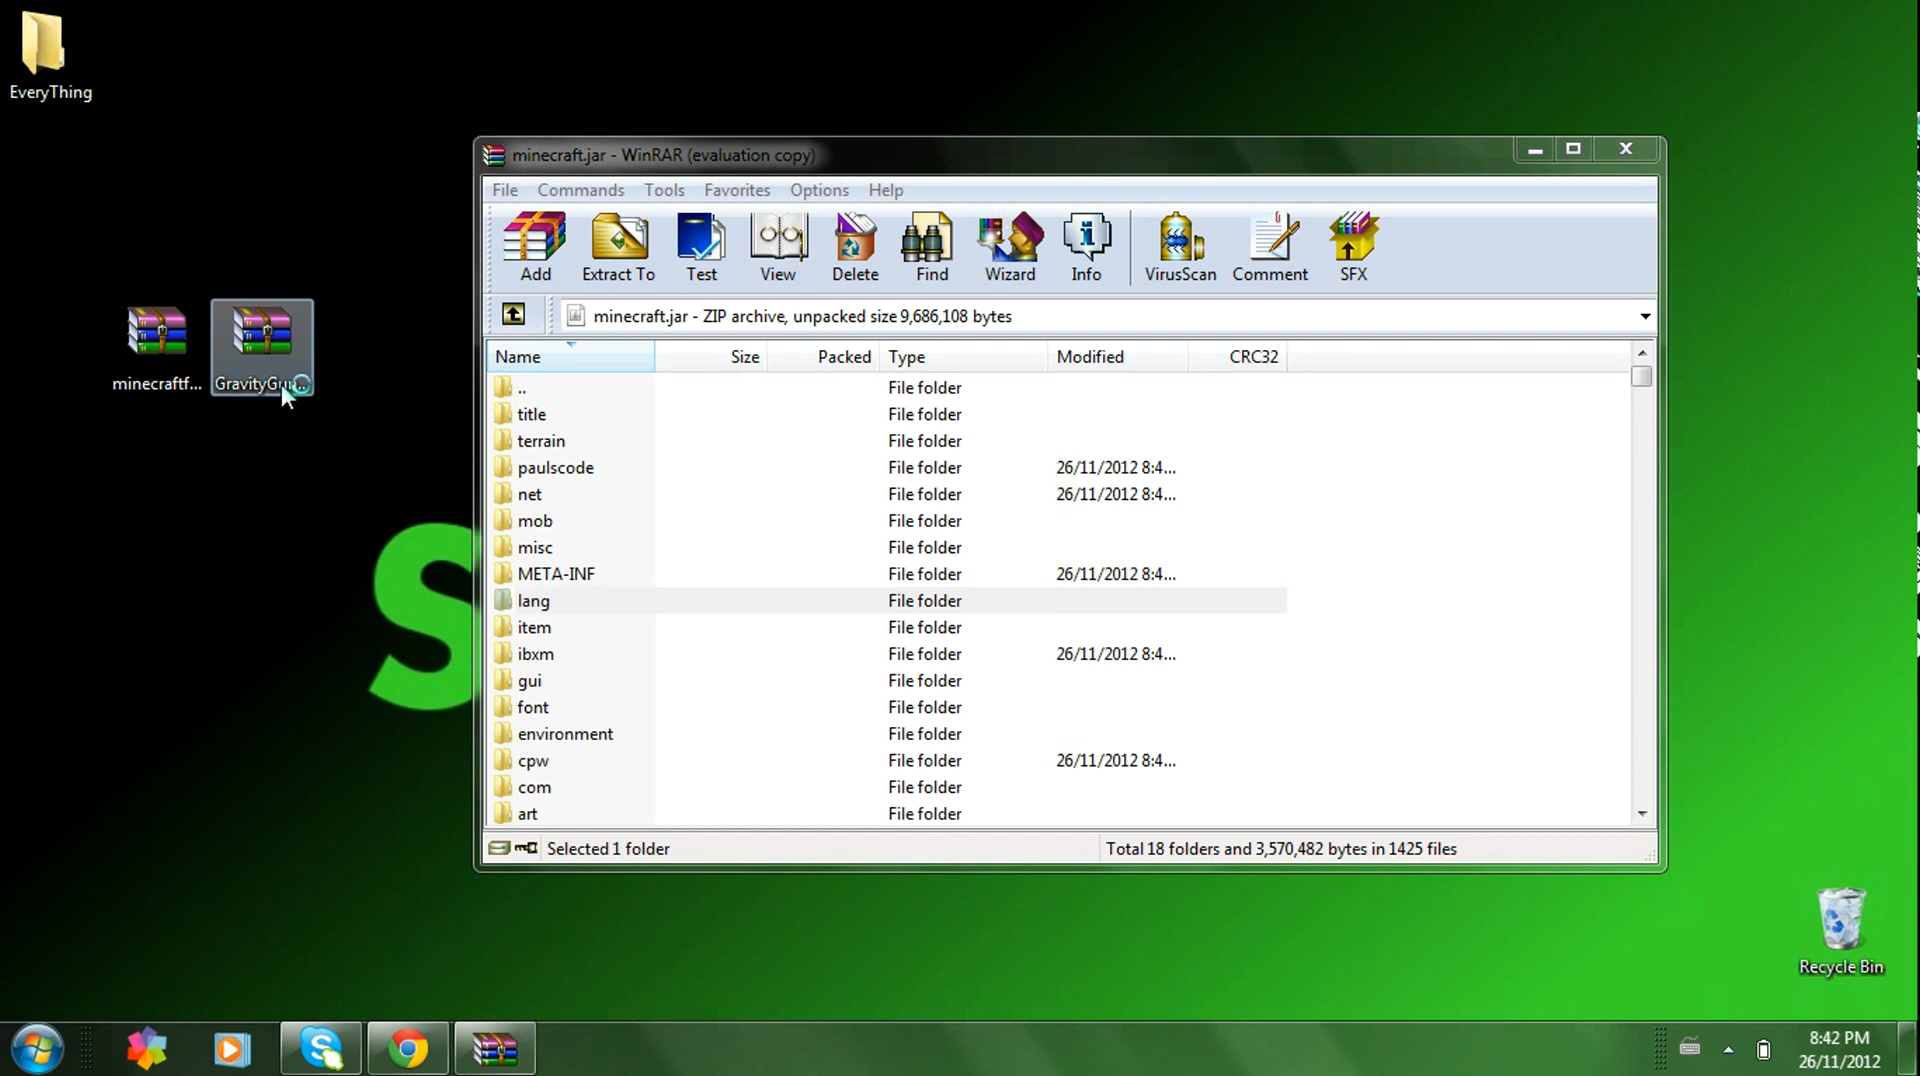 EveryThing
minecraft.jar - WinRAR (evaluation copy)
File Commands Tools Favorites Options Help
Add Extract To Test View Delete Find Wizard Info VirusScan Comment SFX
minecraft.jar - ZIP archive, unpacked size 9,686,108 bytes
Name Size Packed Type Modified CRC32
.. File folder
title File folder
terrain File folder
paulscode File folder 26/11/2012 8:4...
net File folder 26/11/2012 8:4...
mob File folder
misc File folder
META-INF File folder 26/11/2012 8:4...
lang File folder
item File folder
ibxm File folder 26/11/2012 8:4...
gui File folder
font File folder
environment File folder
cpw File folder 26/11/2012 8:4...
com File folder
art File folder
Selected 1 folder Total 18 folders and 3,570,482 bytes in 1425 files
minecraftf...
S
Recycle Bin
8:42 PM
26/11/2012